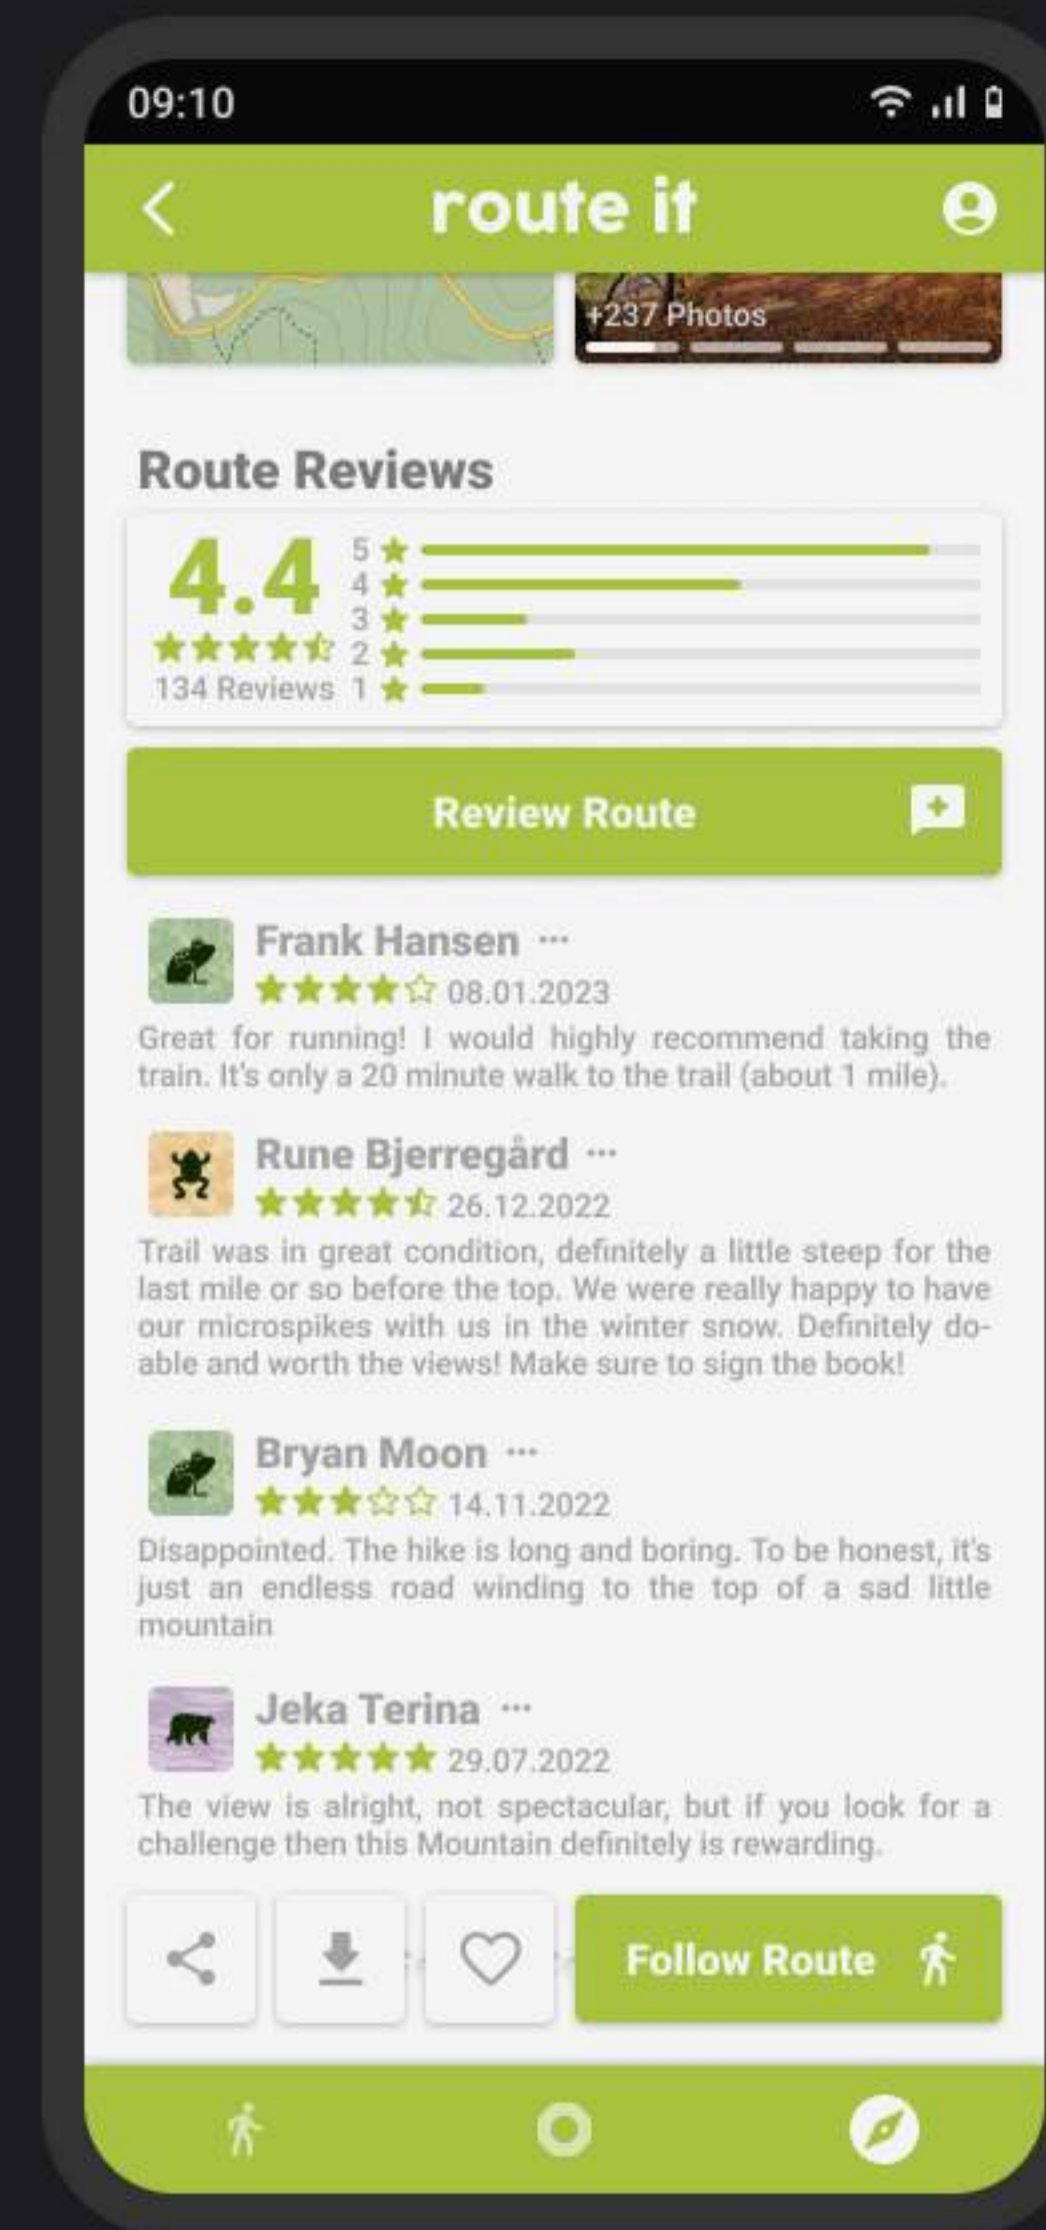 09:10
route it
+237 Photos
Route Reviews
4.4
134 Reviews
5
4
3
2
1
Review Route
Frank Hansen ...
08.01.2023
Great for running! I would highly recommend taking the
train. It's only a 20 minute walk to the trail (about 1 mile).
Rune Bjerregård ...
26.12.2022
Trail was in great condition, definitely a little steep for the
last mile or so before the top. We were really happy to have
our microspikes with us in the winter snow. Definitely do-
able and worth the views! Make sure to sign the book!
Bryan Moon ...
14.11.2022
Disappointed. The hike is long and boring. To be honest, it's
just an endless road winding to the top of a sad little
mountain
Jeka Terina ...
29.07.2022
The view is alright, not spectacular, but if you look for a
challenge then this Mountain definitely is rewarding.
Follow Route